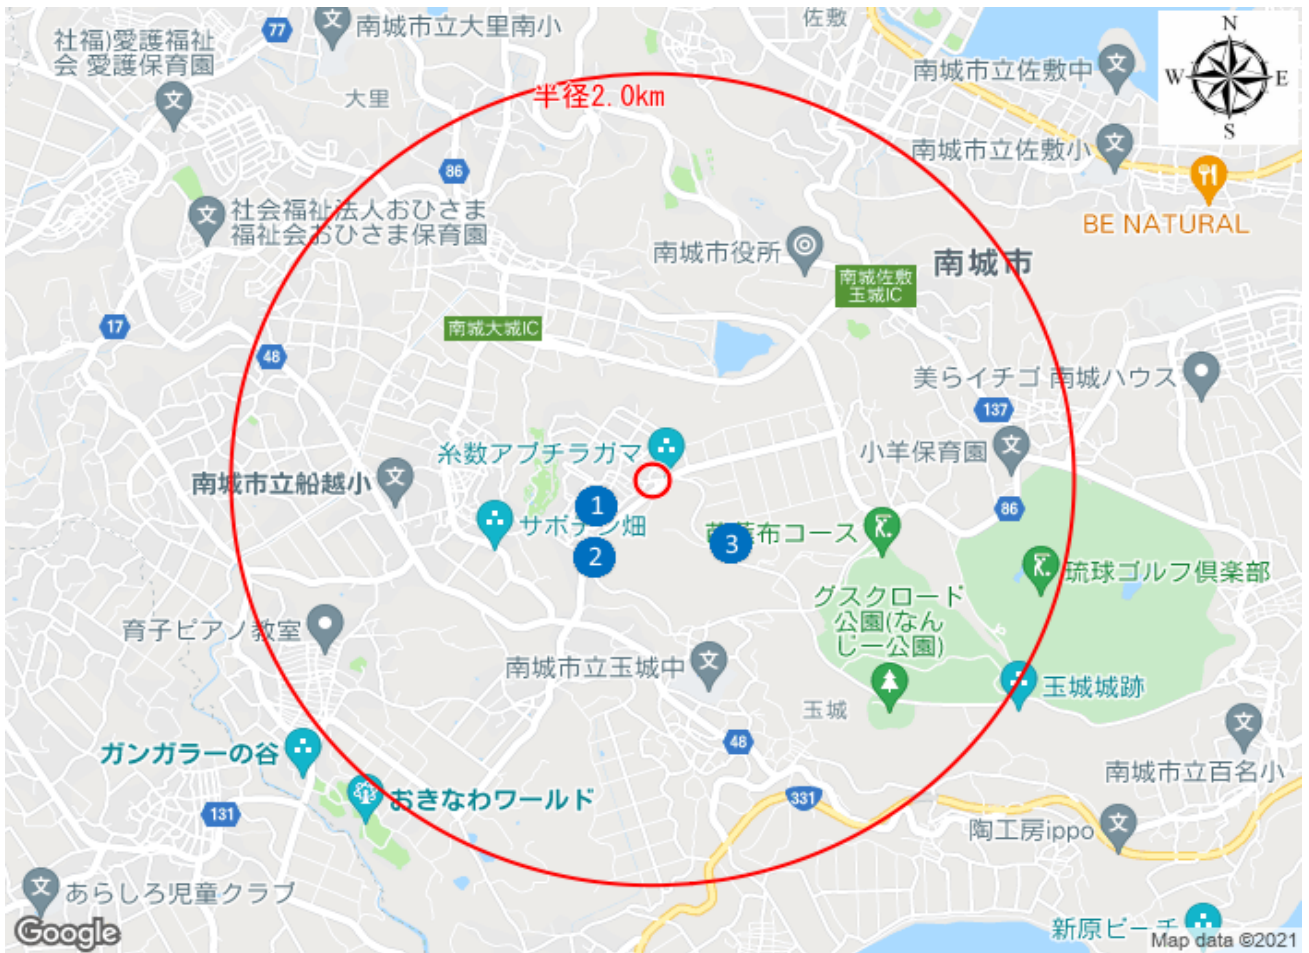 佐敷
77
南城市立大里南小
社福)愛護福祉
会 愛護保育園
N
W
E
S
南城市立佐敷中
大里
半径2.0km
南城市立佐敷小
86
BE NATURAL
社会福祉法人おひさま
福祉会おひさま保育園
南城市役所
南城市
南城佐敷
玉城IC
17
南城大城IC
48
美らイチゴ 南城ハウス
137
糸数アブチラガマ
小羊保育園
南城市立船越小
1
86
サボテン畑
2
3
布コース
琉球ゴルフ倶楽部
グスクロード
公園(なん
じー公園)
育子ピアノ教室
南城市立玉城中
玉城城跡
玉城
ガンガラーの谷
48
南城市立百名小
おきなわワールド
331
131
陶工房ippo
あらしろ児童クラブ
新原ビーチ
Google
Map data ©2021